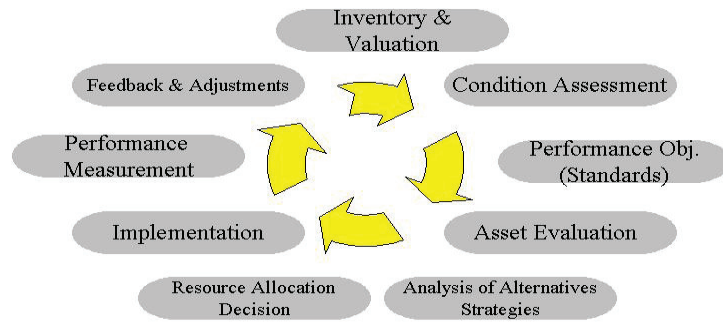 Inventory &
Valuation
Condition Assessment
Performance Obj.
(Standards)
Asset Evaluation
Analysis of Alternatives
Strategies
Resource Allocation
Decision
Implementation
Performance
Measurement
Feedback & Adjustments